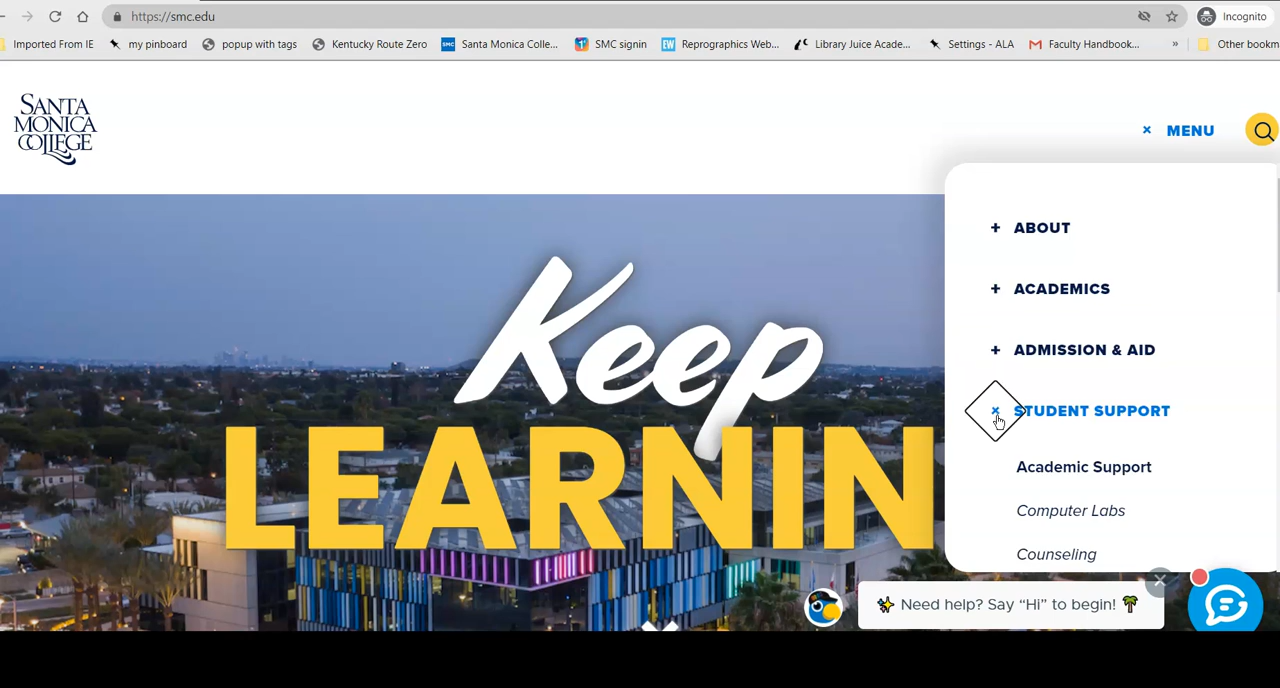 https://smc.edu
Incognito
Imported From IE
my pinboard
popup with tags
Kentucky Route Zero
SMC
Santa Monica Colle...
SMC signin
EW
Reprographics Web...
Library Juice Acade...
Settings - ALA
Faculty Handbook...
»
Other bookm
SANTA
MONICA
COLLEGE
× MENU
+ ABOUT
+ ACADEMICS
+ ADMISSION & AID
× STUDENT SUPPORT
Academic Support
Computer Labs
Counseling
Keep
LEARNIN
✨ Need help? Say “Hi” to begin! 🌴